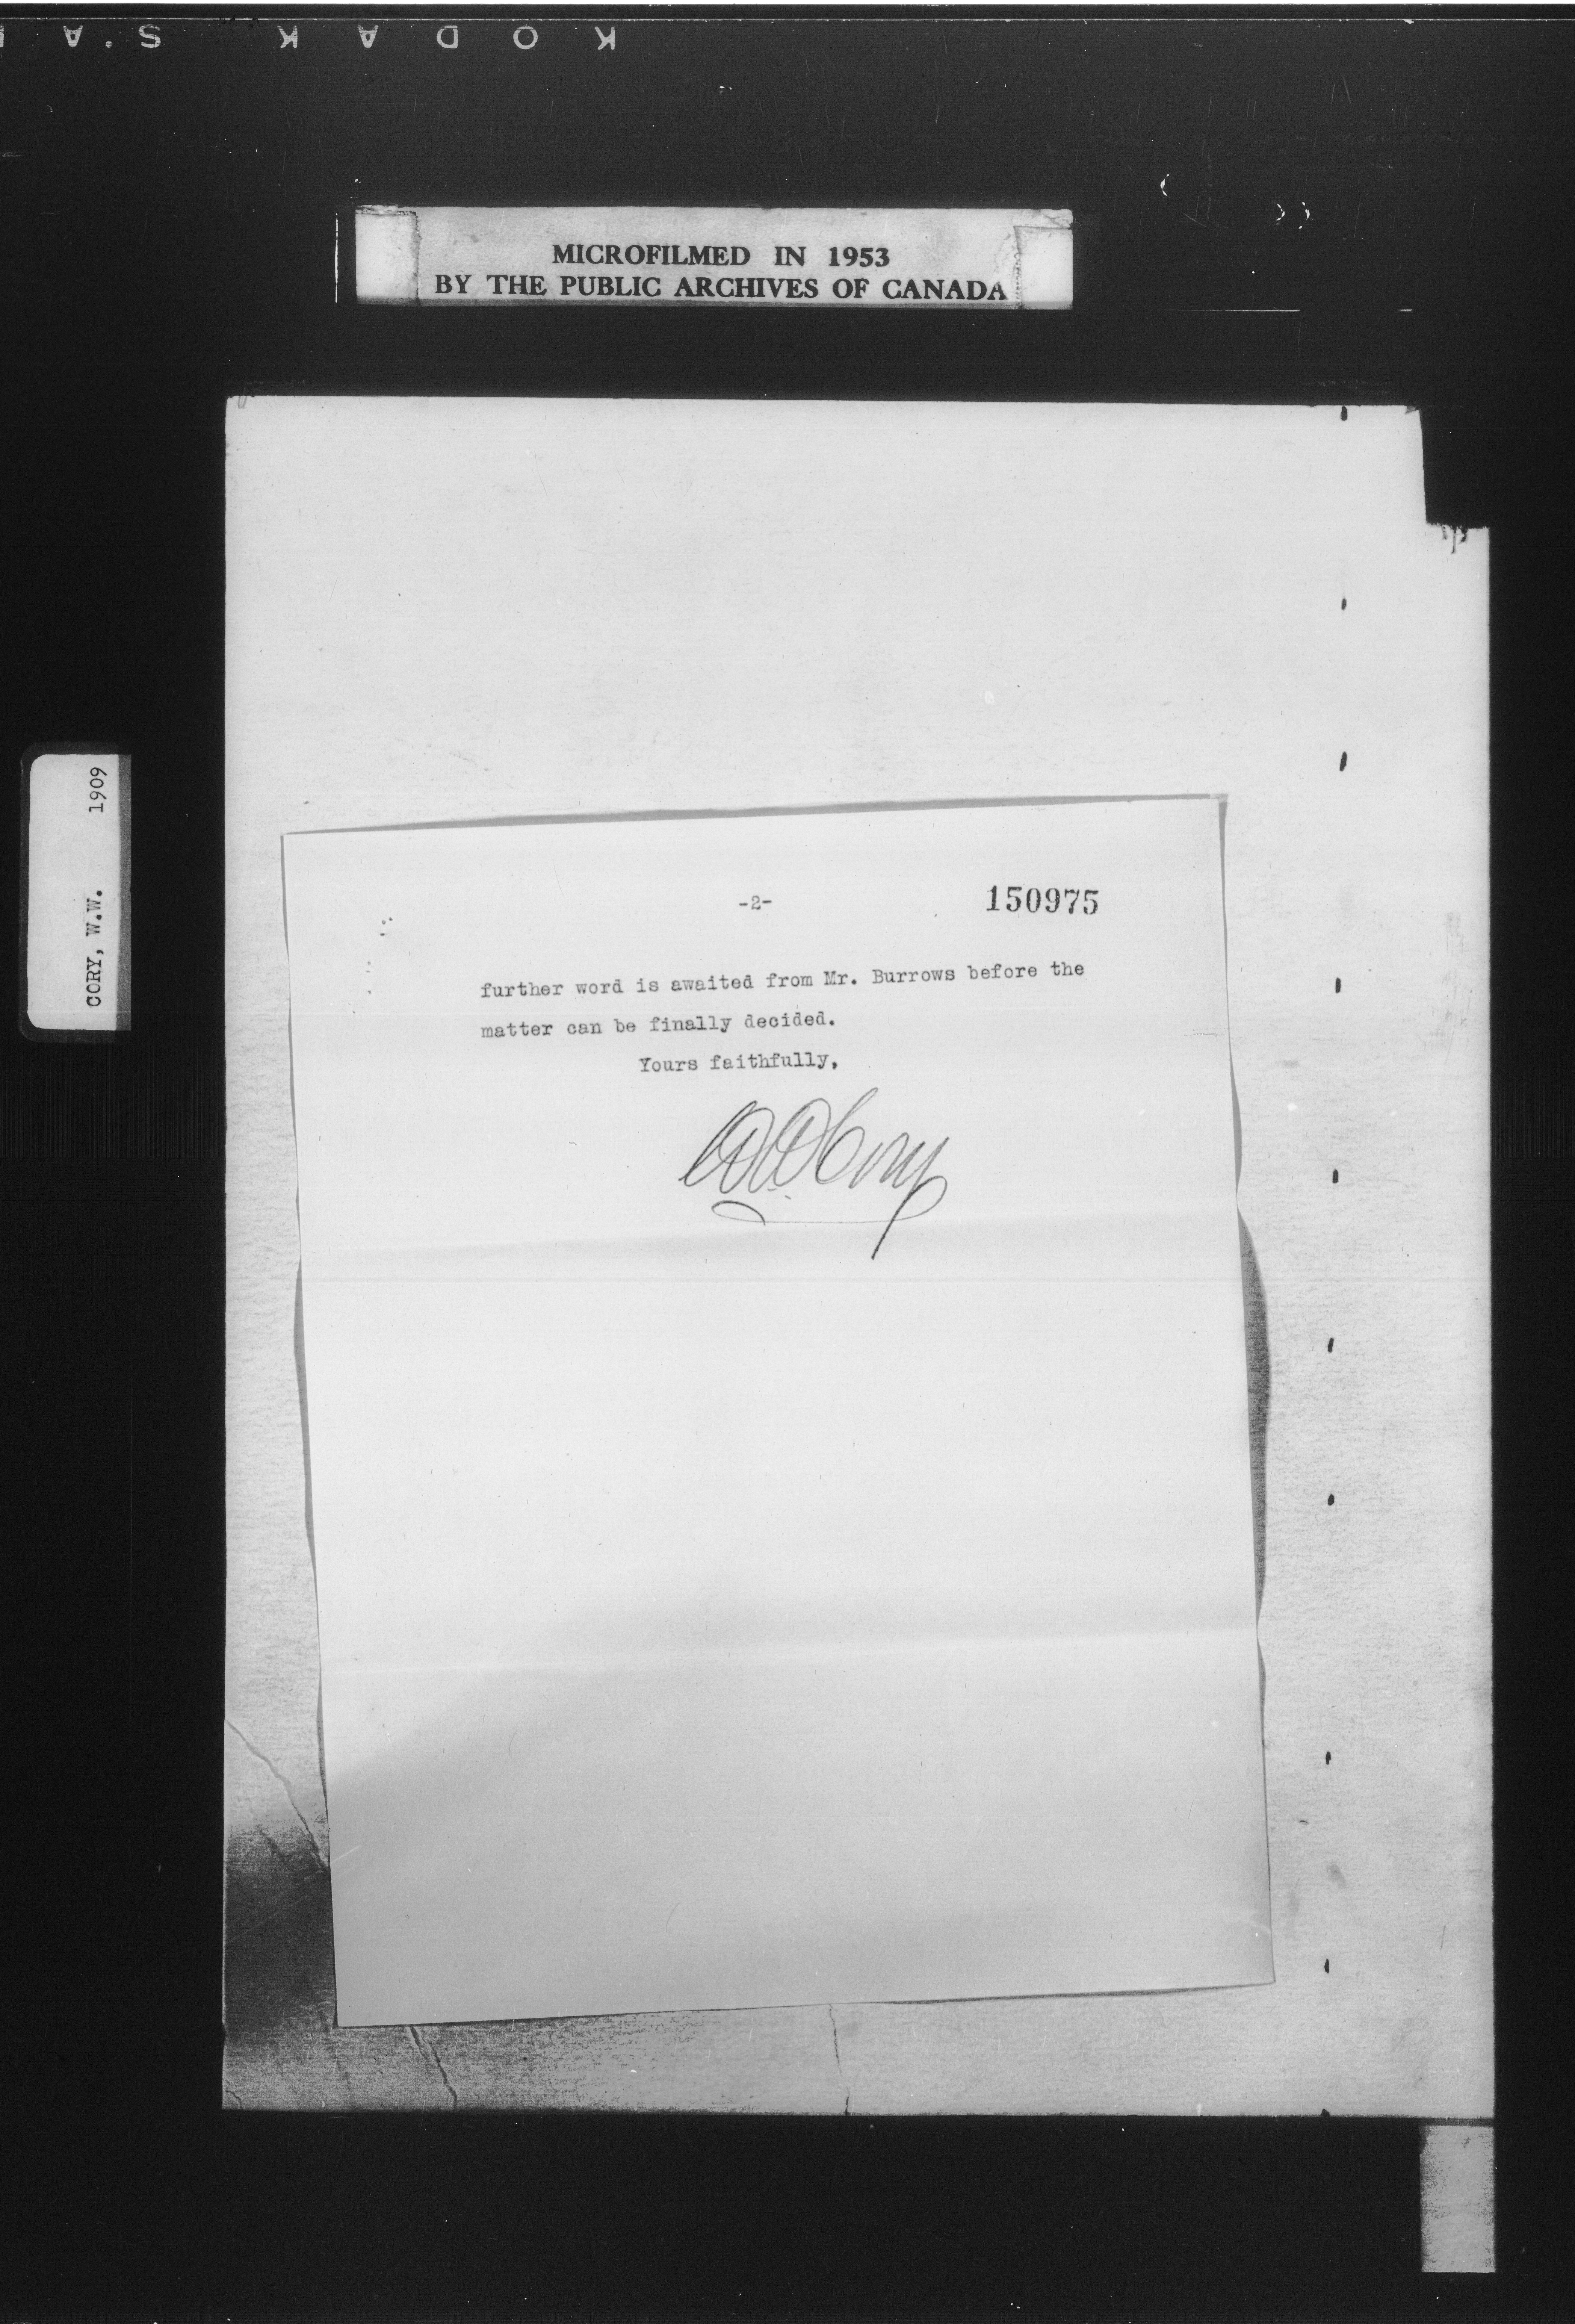 KODAK S.A
MICROFILMED IN 1953
BY THE PUBLIC ARCHIVES OF CANADA
CORY, W.W. 1909
-2- 150975
further word is awaited from Mr. Burrows before the
matter can be finally decided.
Yours faithfully,
WWCory